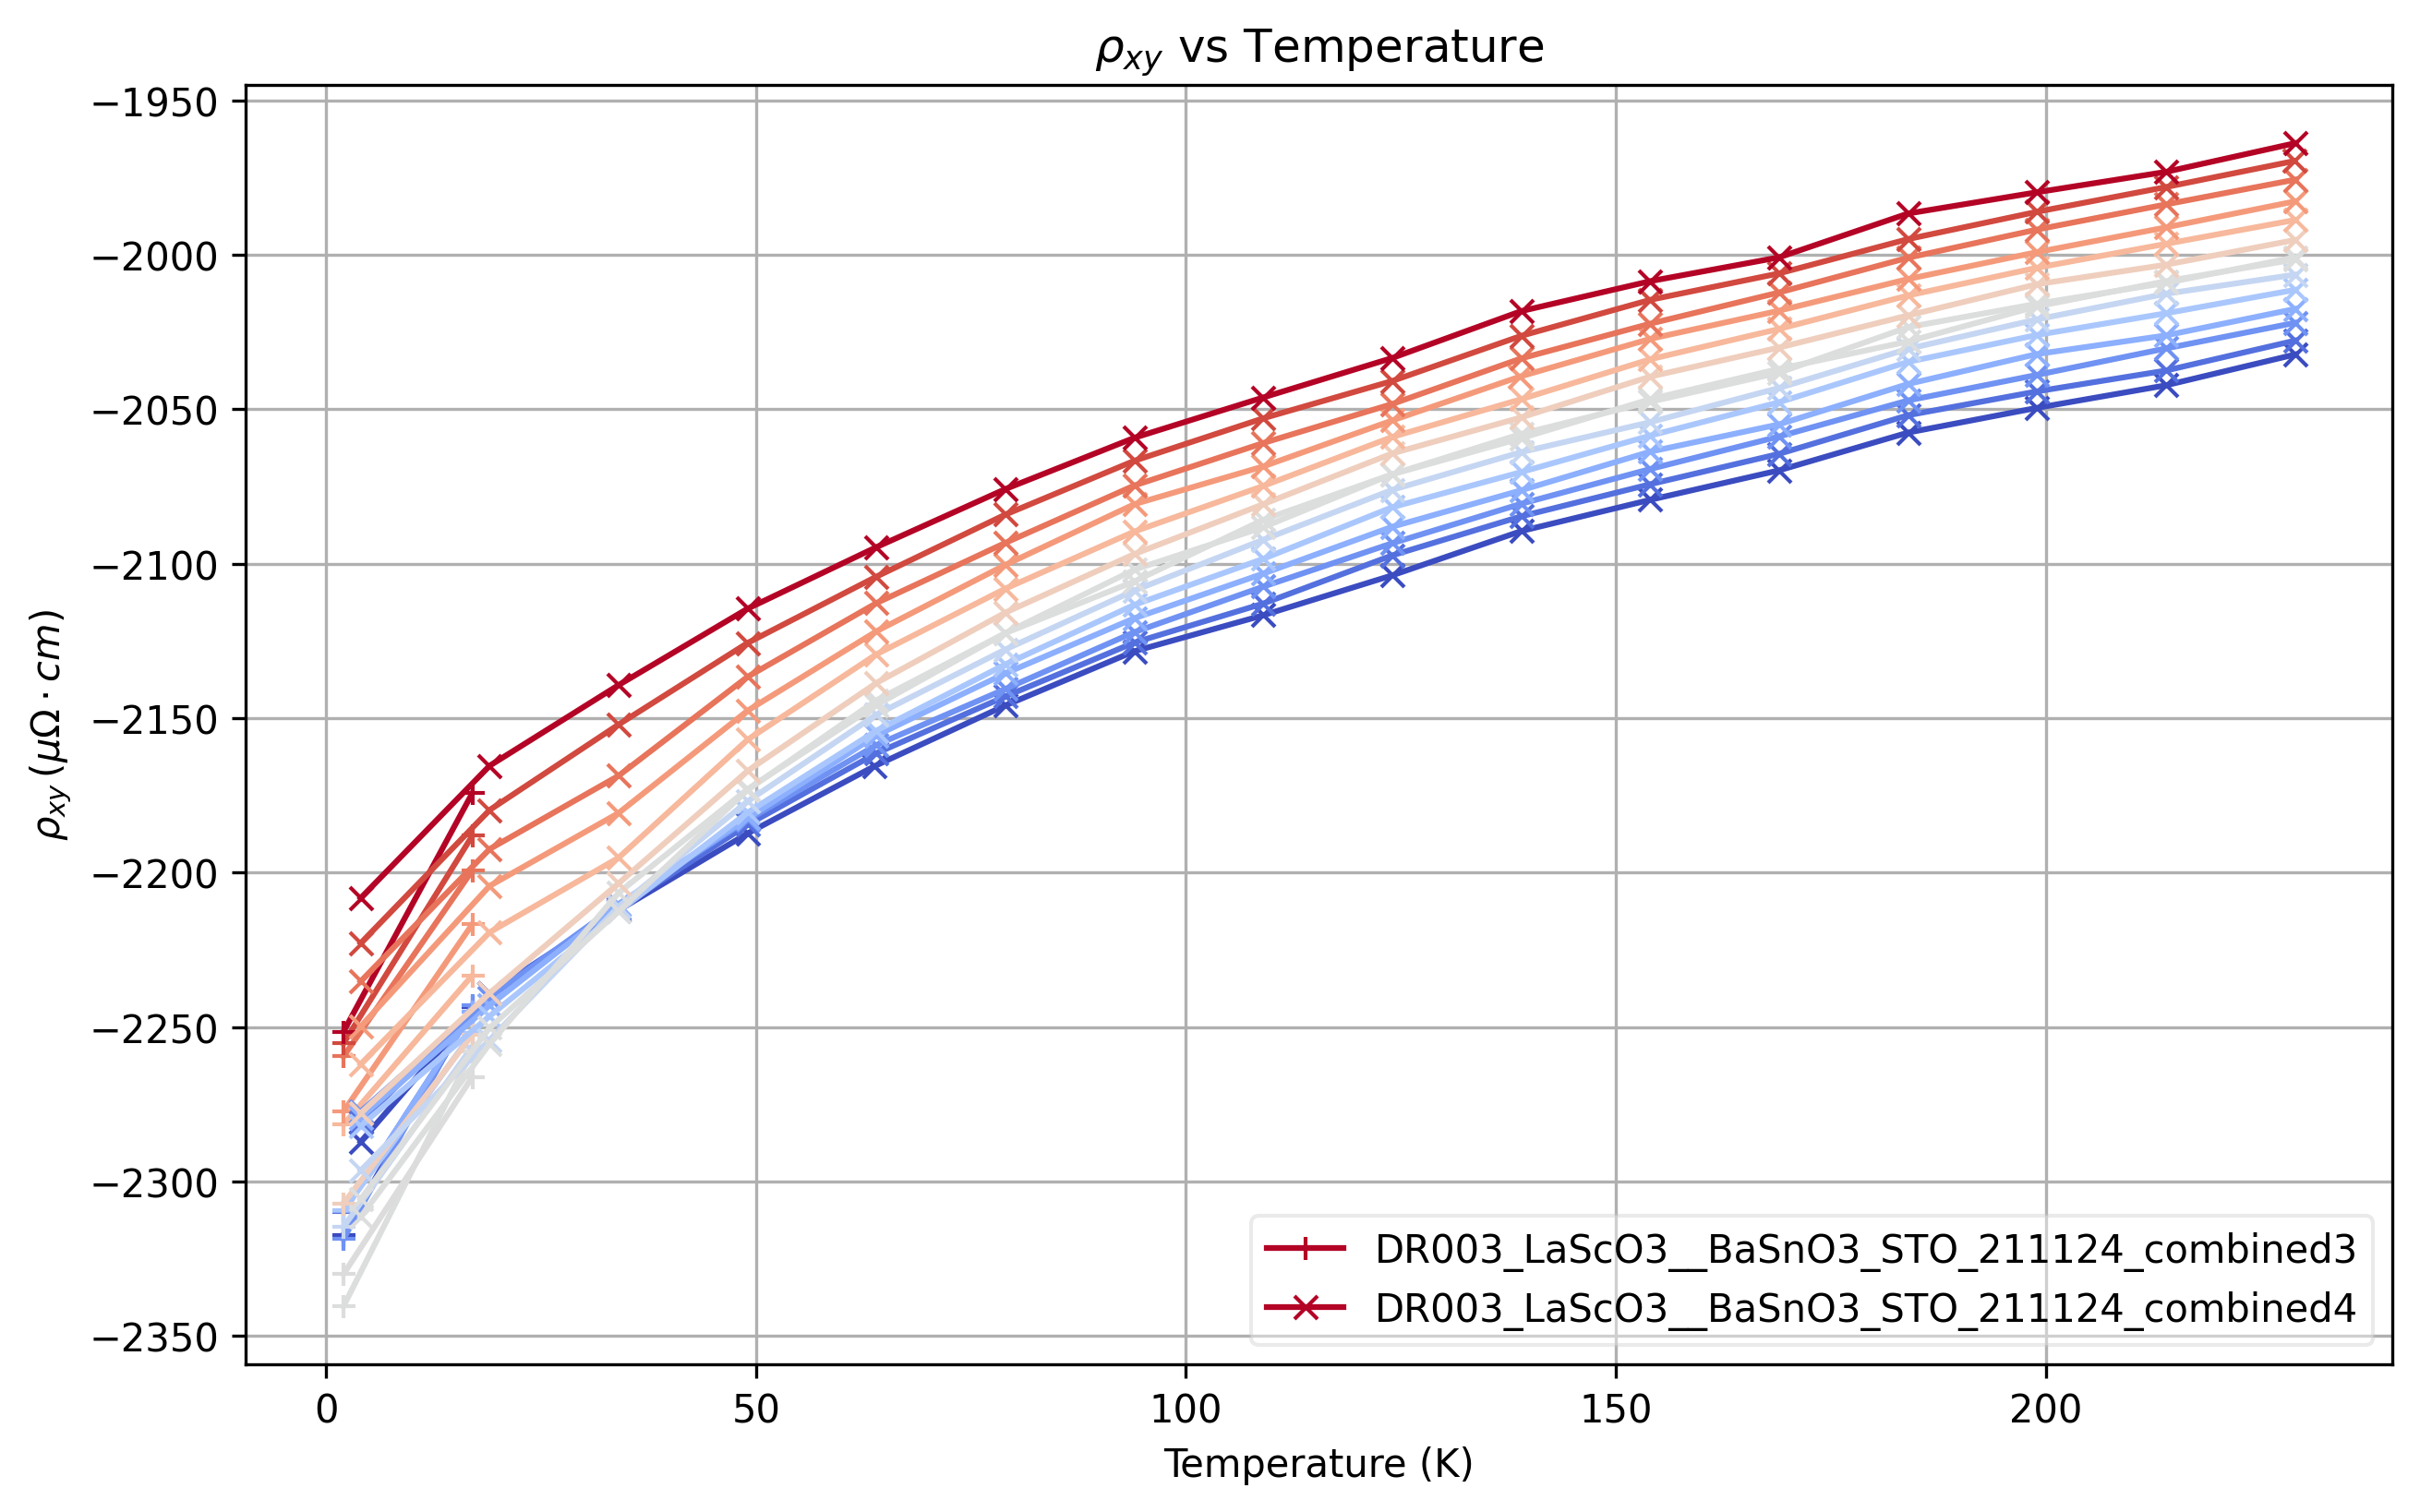 ρxy vs Temperature
−1950
−2000
−2050
−2100
−2150
−2200
−2250
−2300
−2350
ρxy (μΩ · cm)
0 50 100 150 200
Temperature (K)
DR003_LaScO3__BaSnO3_STO_211124_combined3
DR003_LaScO3__BaSnO3_STO_211124_combined4